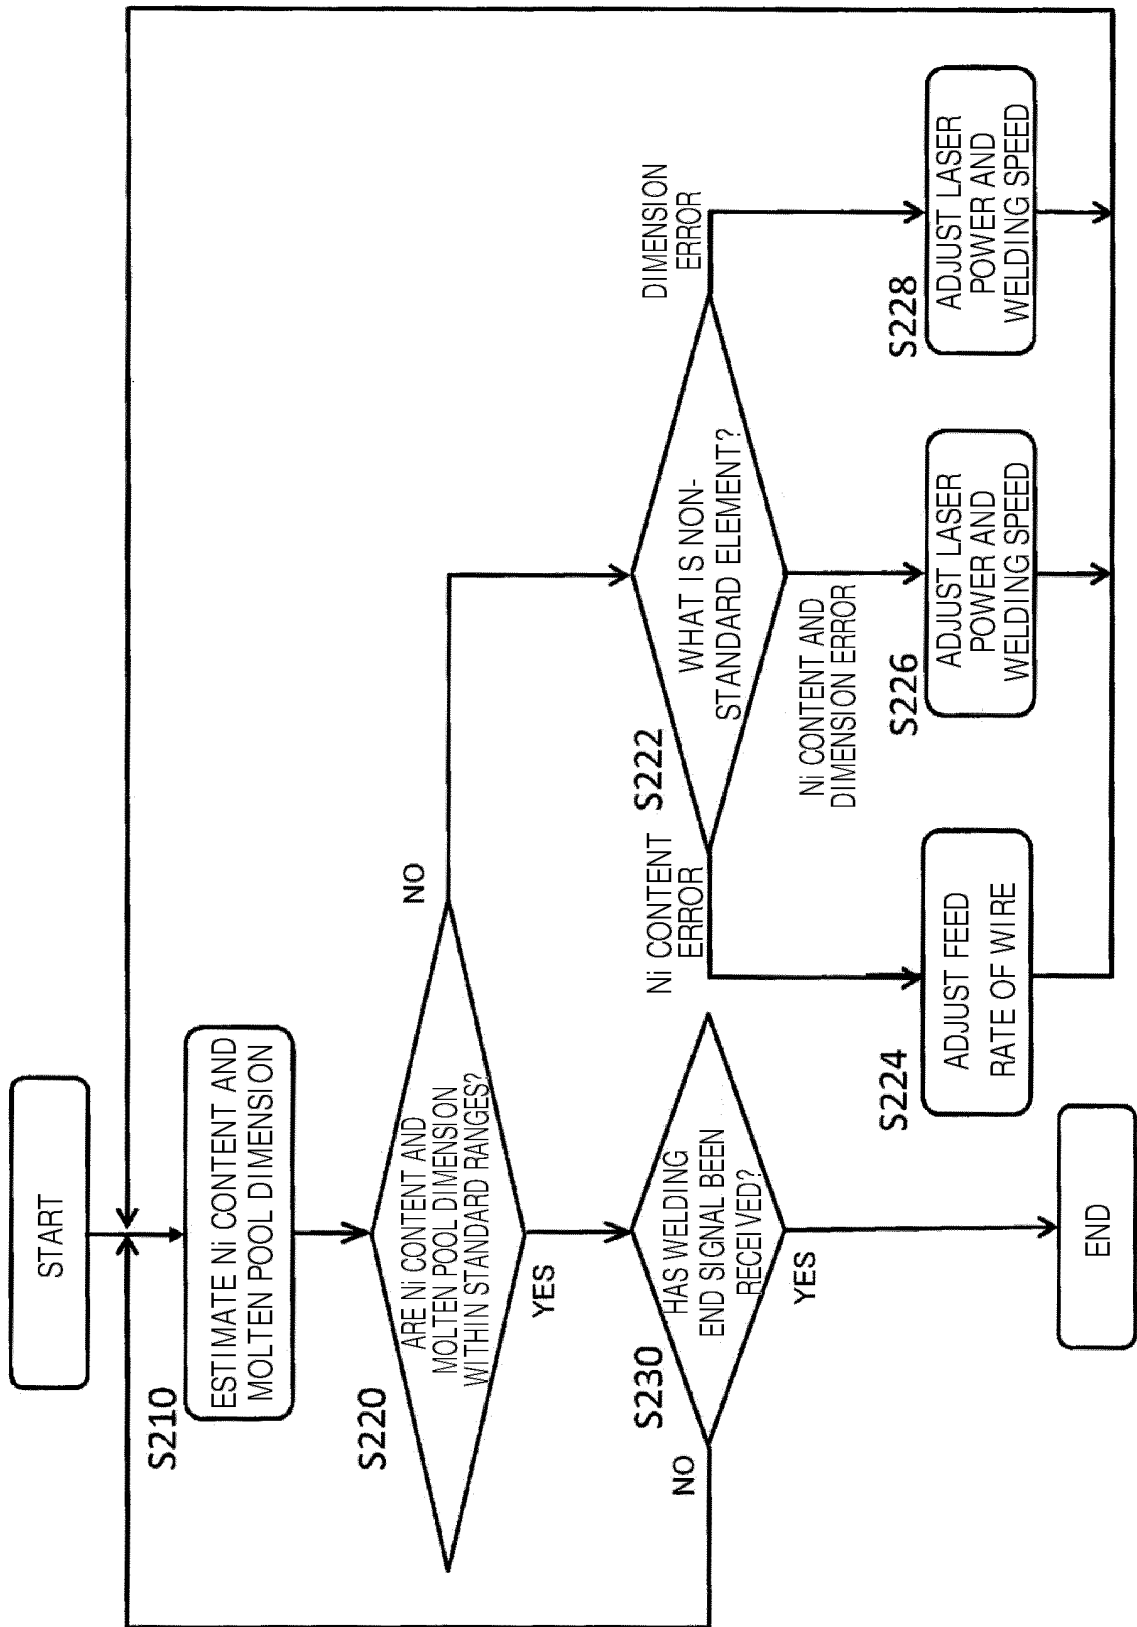 START
S210
ESTIMATE Ni CONTENT AND
MOLTEN POOL DIMENSION
S220
ARE Ni CONTENT AND
MOLTEN POOL DIMENSION
WITHIN STANDARD RANGES?
NO
YES
S230
HAS WELDING
END SIGNAL BEEN
RECEIVED?
NO
YES
END
S222
WHAT IS NON-
STANDARD ELEMENT?
Ni CONTENT
ERROR
Ni CONTENT AND
DIMENSION ERROR
DIMENSION
ERROR
S224
ADJUST FEED
RATE OF WIRE
S226
ADJUST LASER
POWER AND
WELDING SPEED
S228
ADJUST LASER
POWER AND
WELDING SPEED